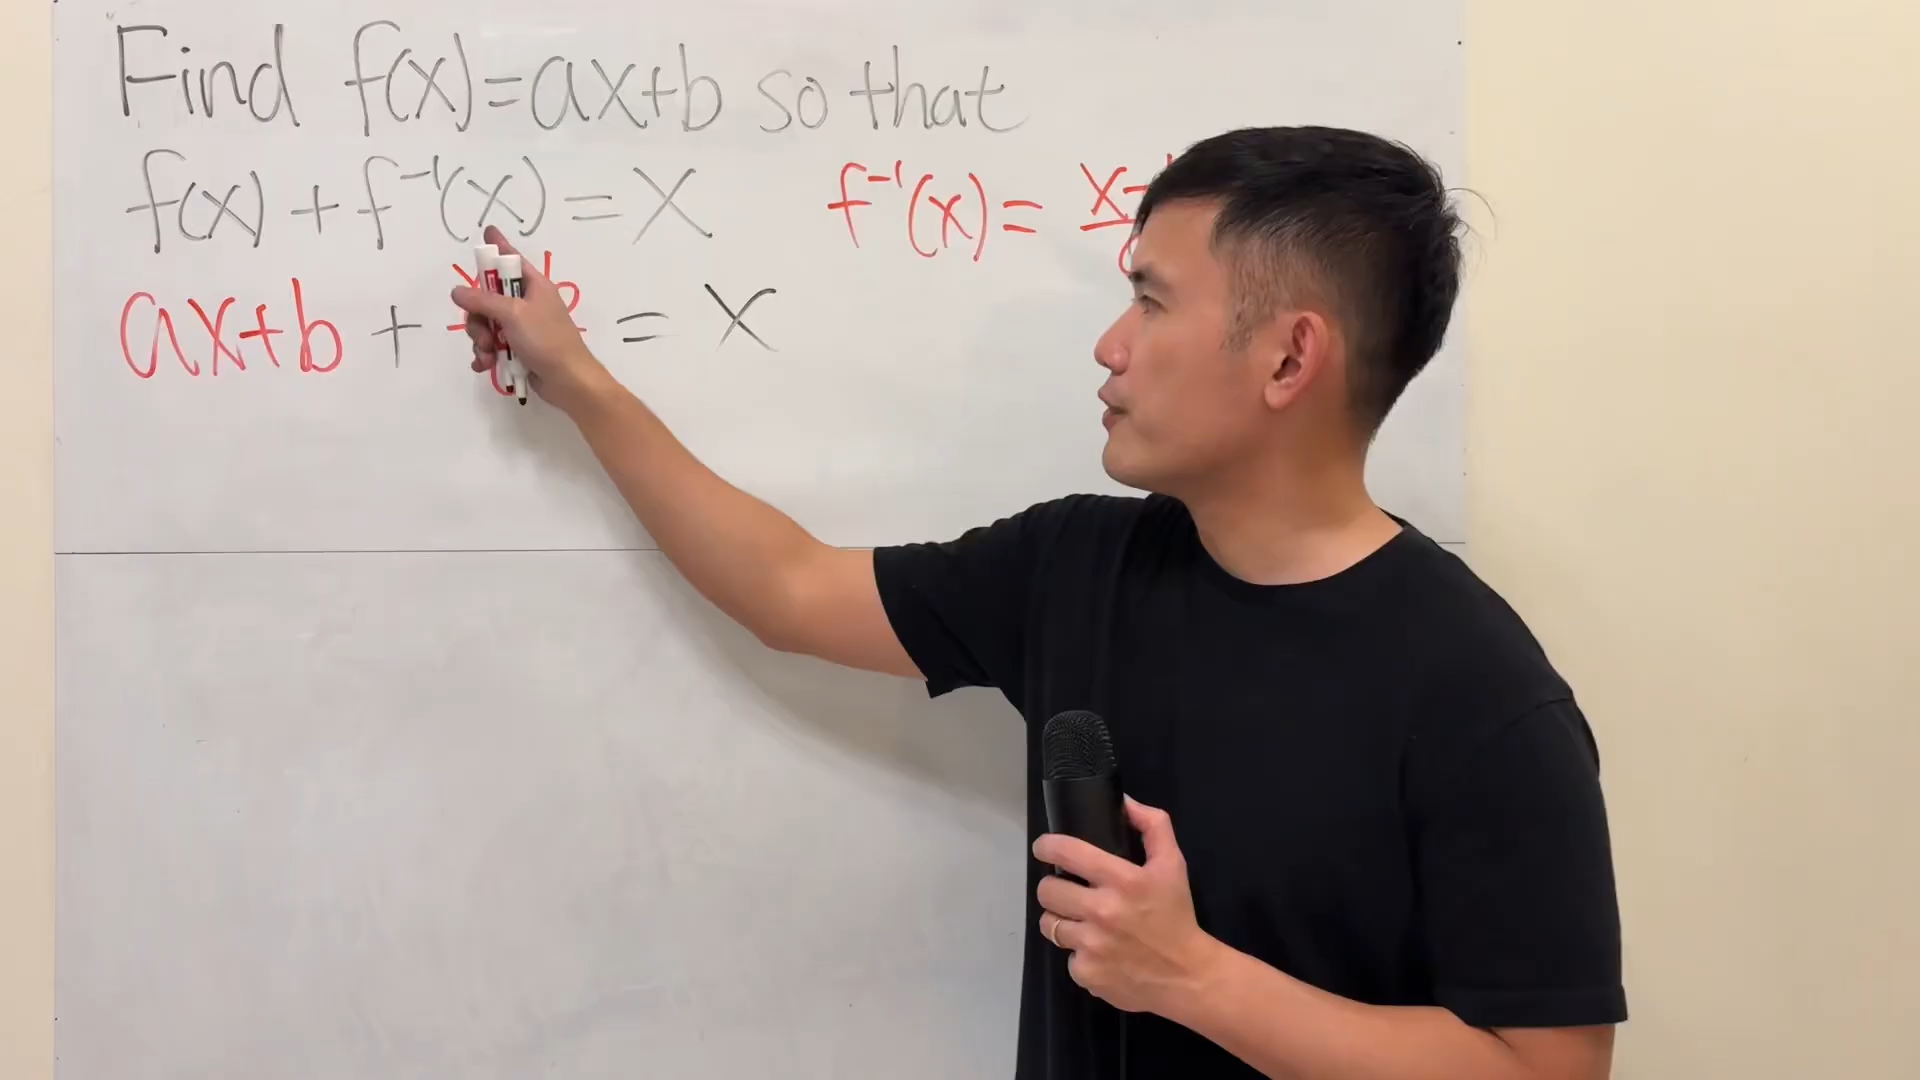 Find f(x)=ax+b so that
f(x) + f⁻¹(x) = x
f⁻¹(x) = x-
ax+b + = x